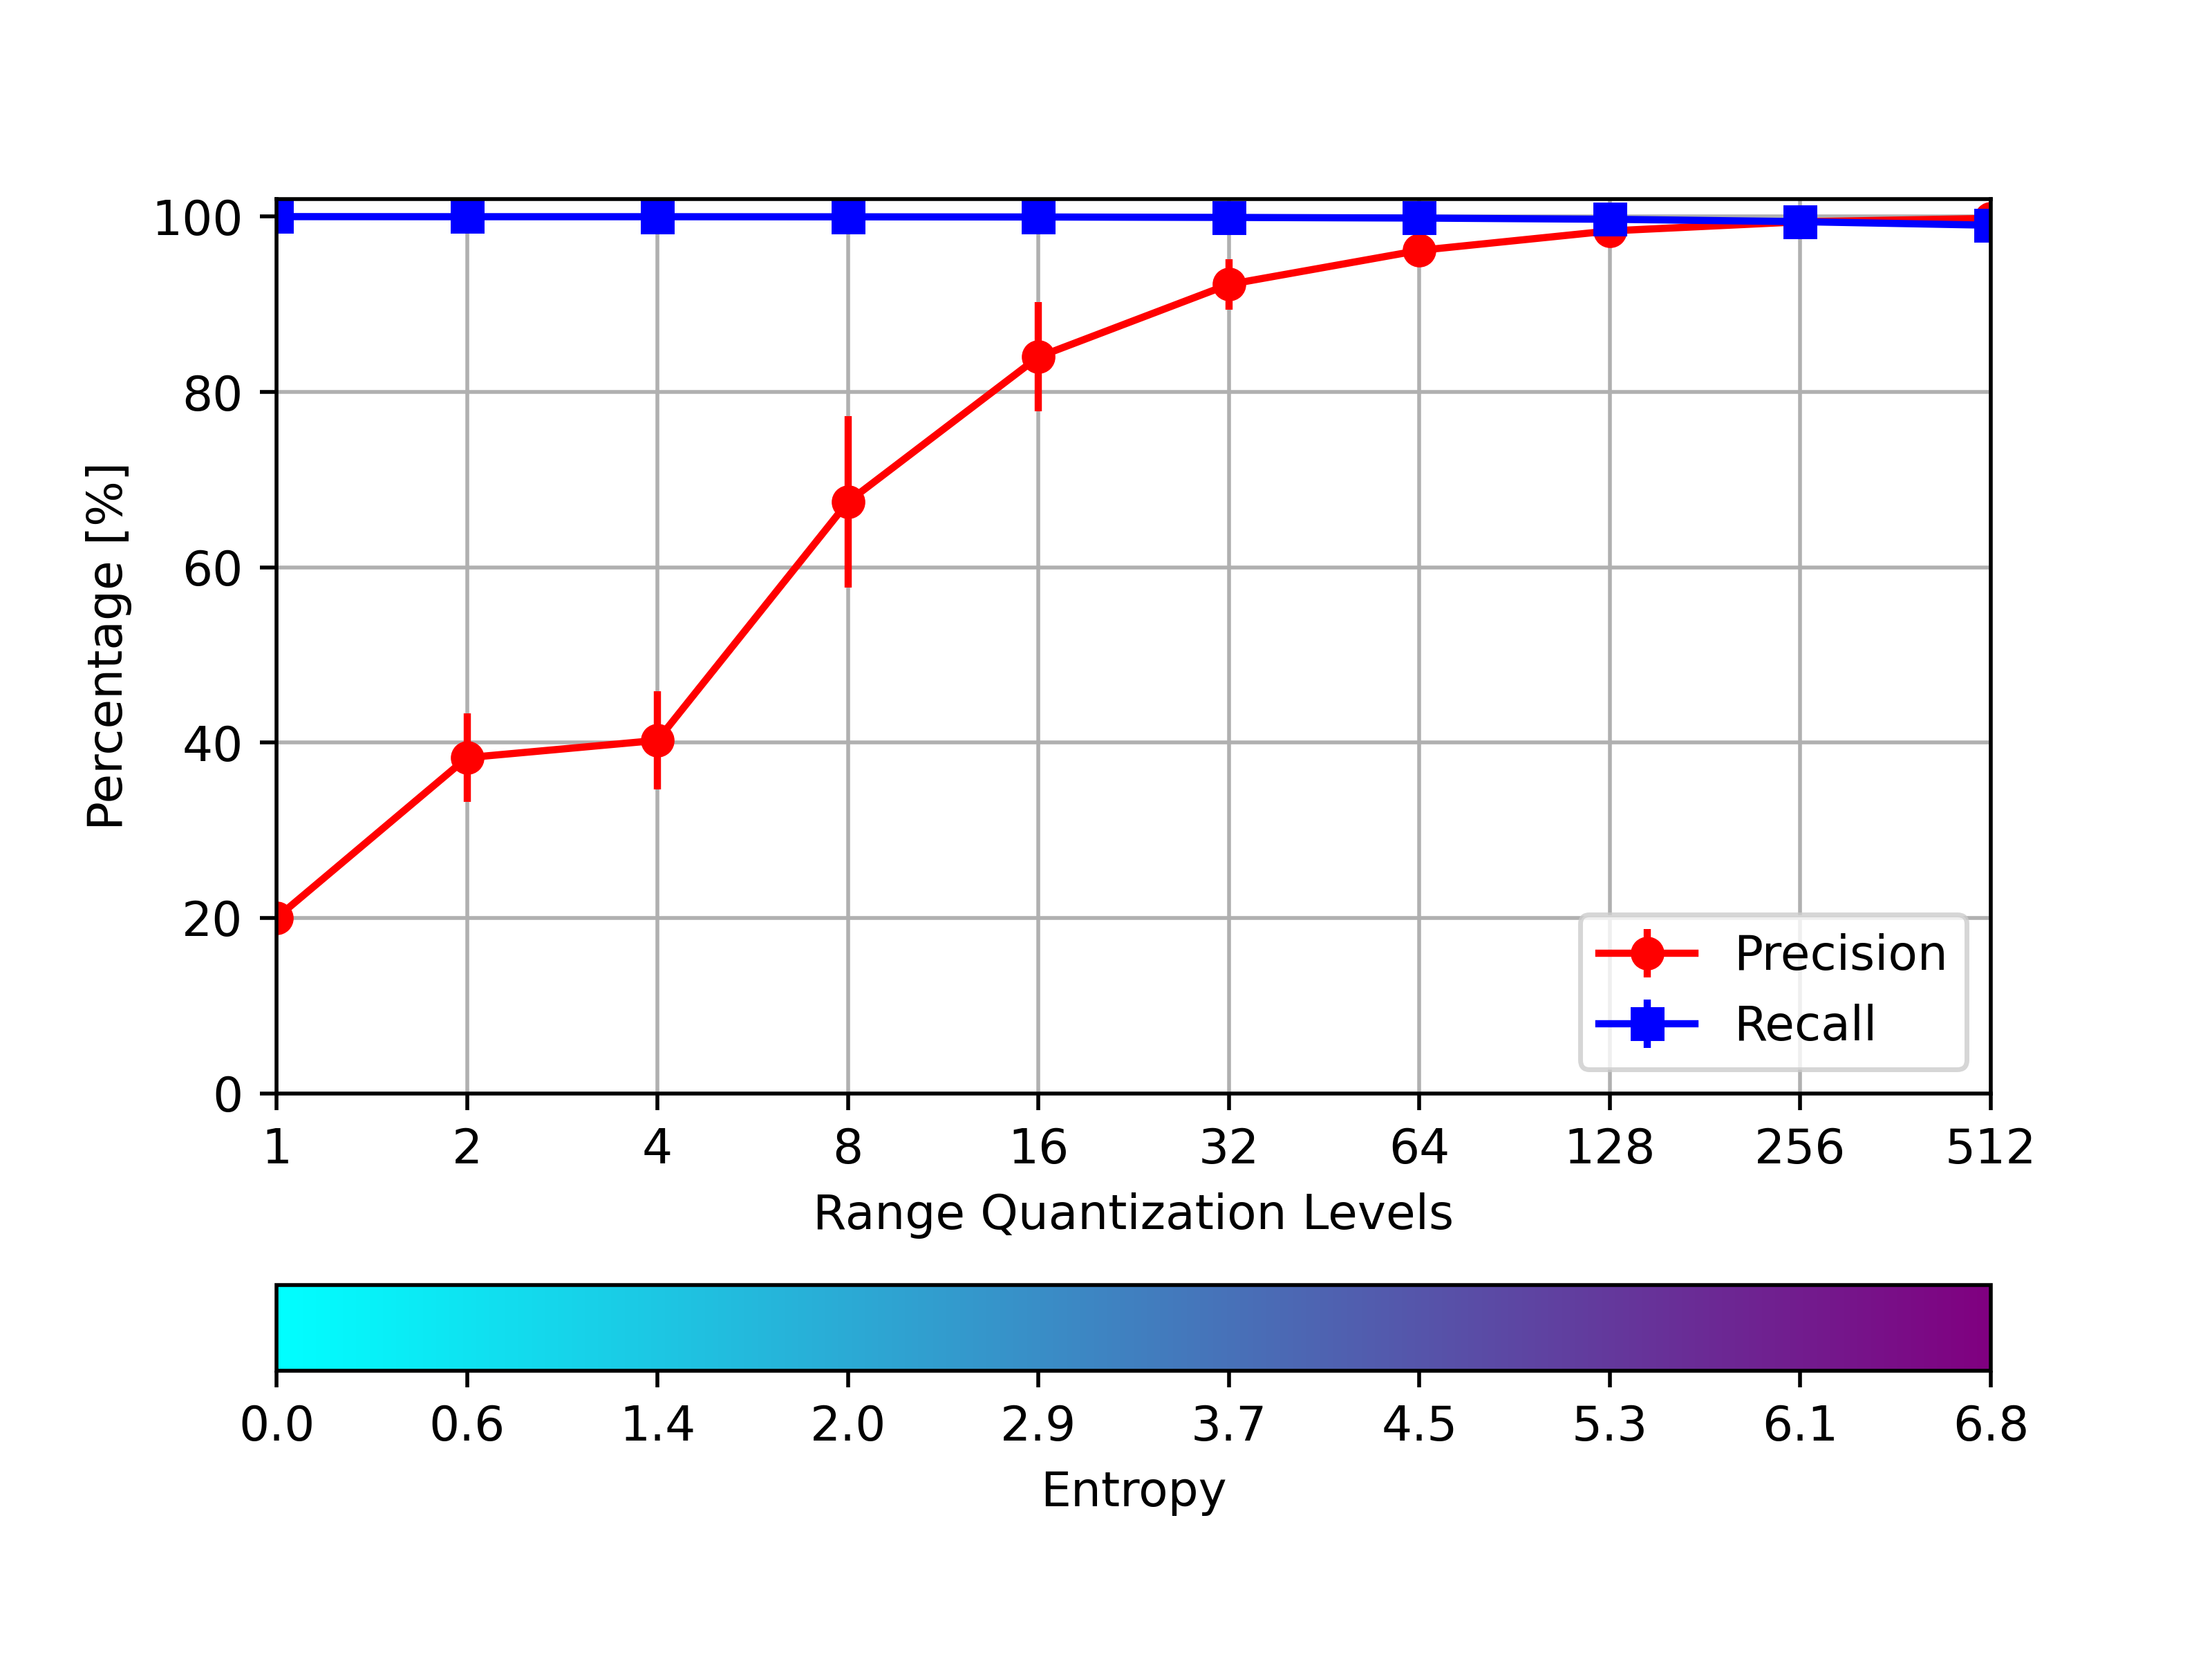 100
80
60
40
20
0
Percentage [%]
Precision
Recall
1 2 4 8 16 32 64 128 256 512
Range Quantization Levels
0.0 0.6 1.4 2.0 2.9 3.7 4.5 5.3 6.1 6.8
Entropy